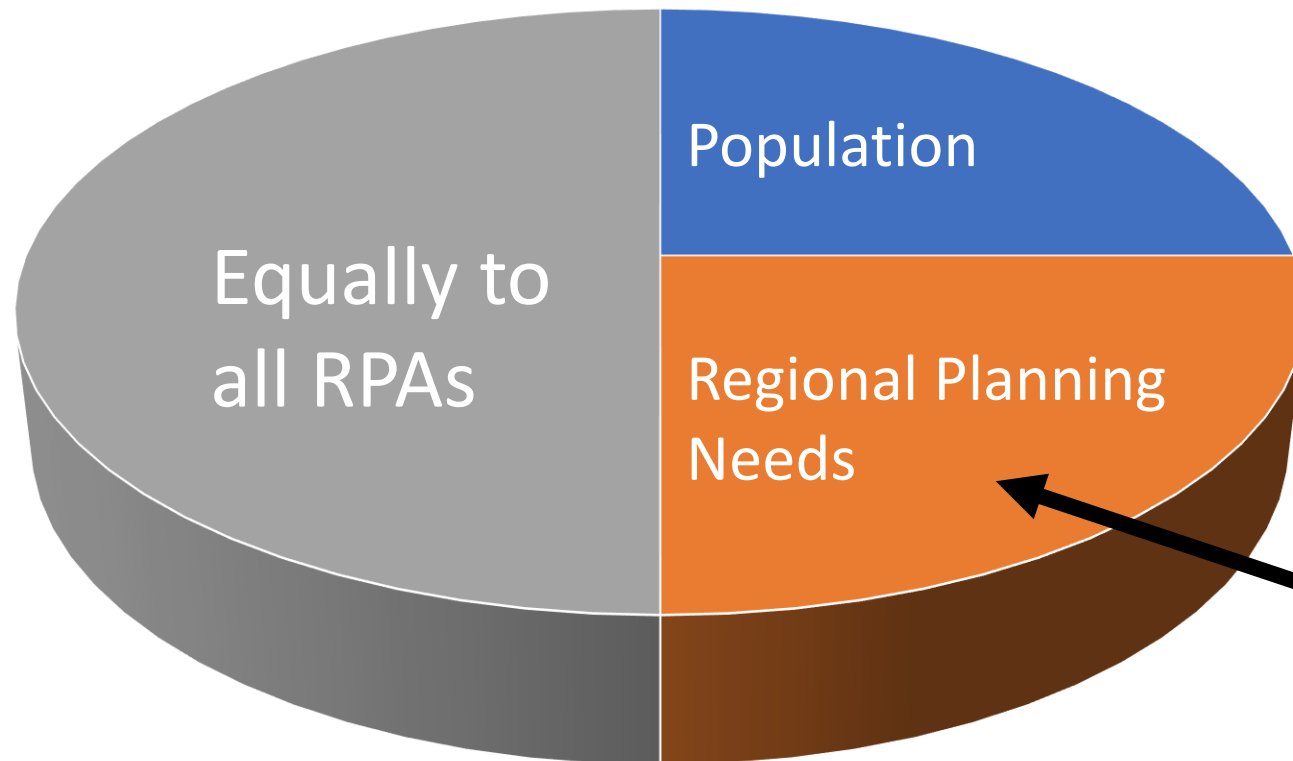 Population
Equally to
all RPAs
Regional Planning
Needs